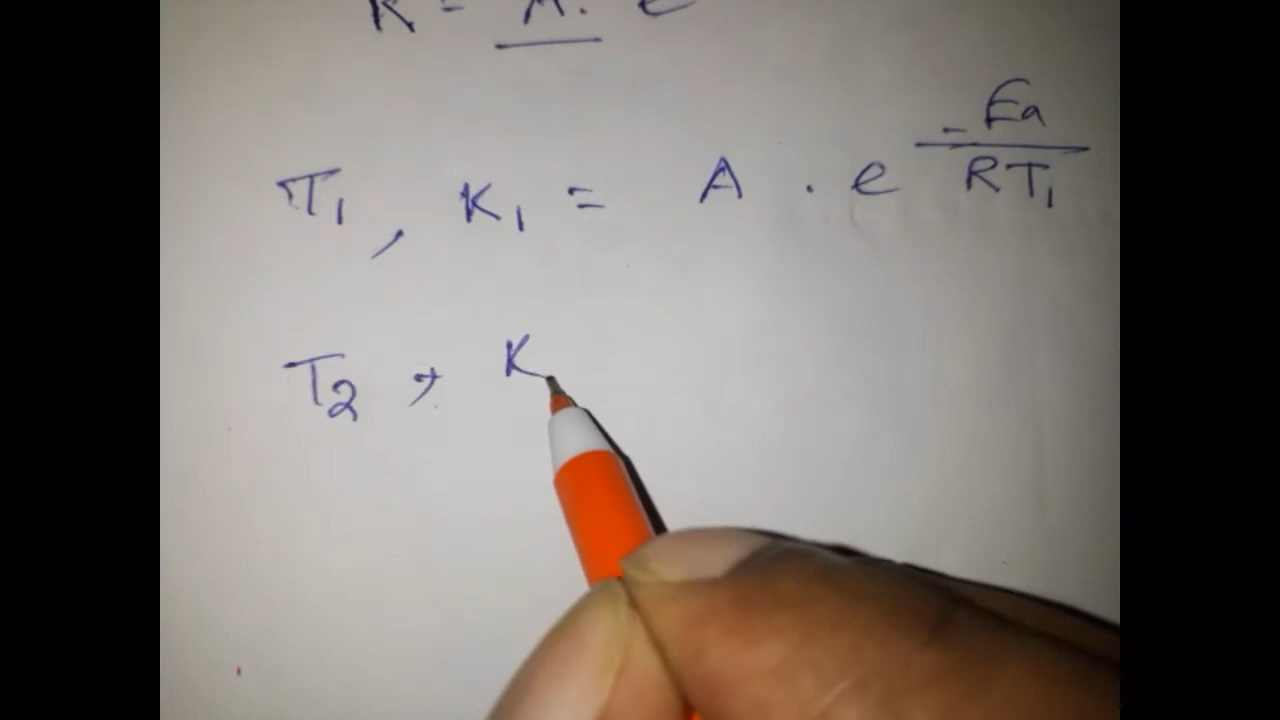 K = A. e
T₁, K₁ = A . e^(-Ea/RT₁)
T₂, K